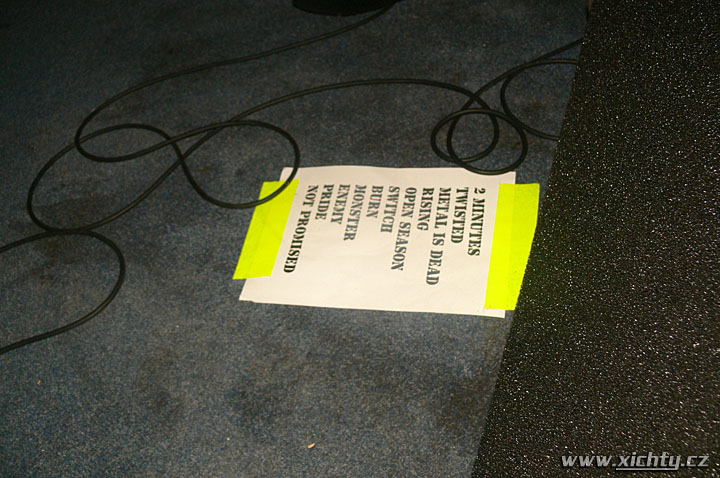 2 MINUTES
TWISTED
METAL IS DEAD
RISING
OPEN SEASON
SWITCH
BURN
MONSTER
ENEMY
PRIDE
NOT PROMISED
www.xichty.cz